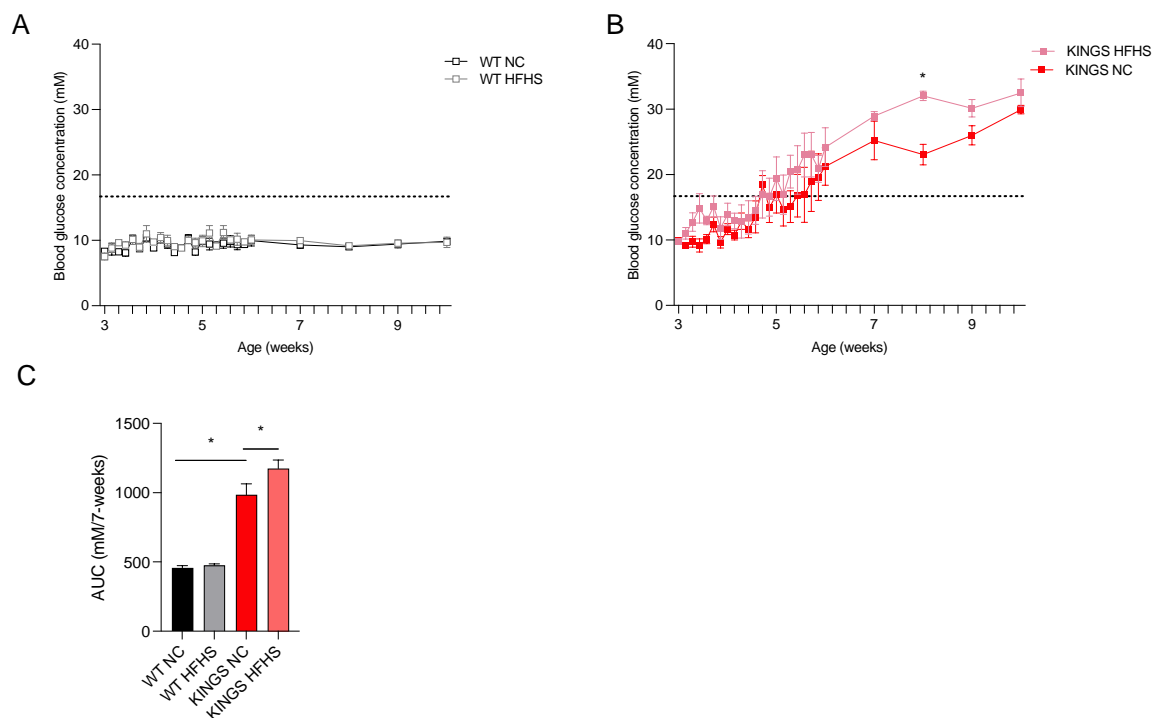 A
40
30
20
10
0
Blood glucose concentration (mM)
3
5
7
9
Age (weeks)
WT NC
WT HFHS
B
40
30
20
10
0
Blood glucose concentration (mM)
3
5
7
9
Age (weeks)
*
KINGS HFHS
KINGS NC
C
1500
1000
500
0
AUC (mM/7-weeks)
*
*
WT NC
WT HFHS
KINGS NC
KINGS HFHS